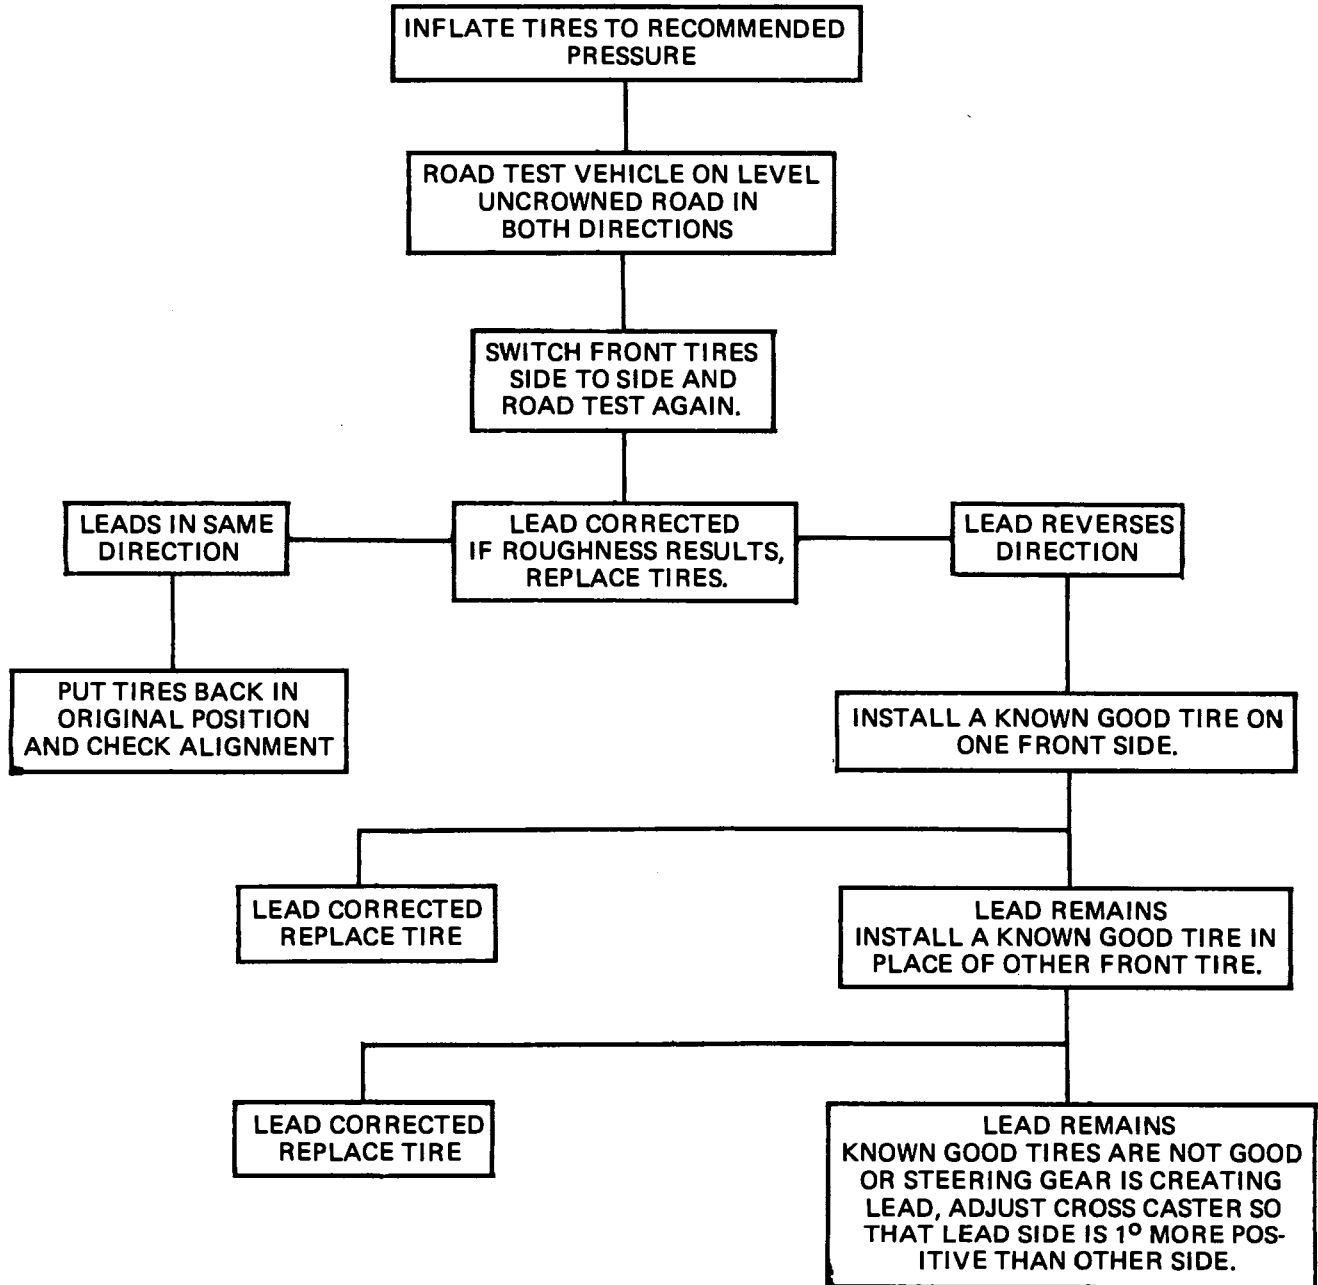 INFLATE TIRES TO RECOMMENDED
PRESSURE
ROAD TEST VEHICLE ON LEVEL
UNCROWNED ROAD IN
BOTH DIRECTIONS
SWITCH FRONT TIRES
SIDE TO SIDE AND
ROAD TEST AGAIN.
LEADS IN SAME
DIRECTION
LEAD CORRECTED
IF ROUGHNESS RESULTS,
REPLACE TIRES.
LEAD REVERSES
DIRECTION
PUT TIRES BACK IN
ORIGINAL POSITION
AND CHECK ALIGNMENT
INSTALL A KNOWN GOOD TIRE ON
ONE FRONT SIDE.
LEAD CORRECTED
REPLACE TIRE
LEAD REMAINS
INSTALL A KNOWN GOOD TIRE IN
PLACE OF OTHER FRONT TIRE.
LEAD CORRECTED
REPLACE TIRE
LEAD REMAINS
KNOWN GOOD TIRES ARE NOT GOOD
OR STEERING GEAR IS CREATING
LEAD, ADJUST CROSS CASTER SO
THAT LEAD SIDE IS 1º MORE POS-
ITIVE THAN OTHER SIDE.